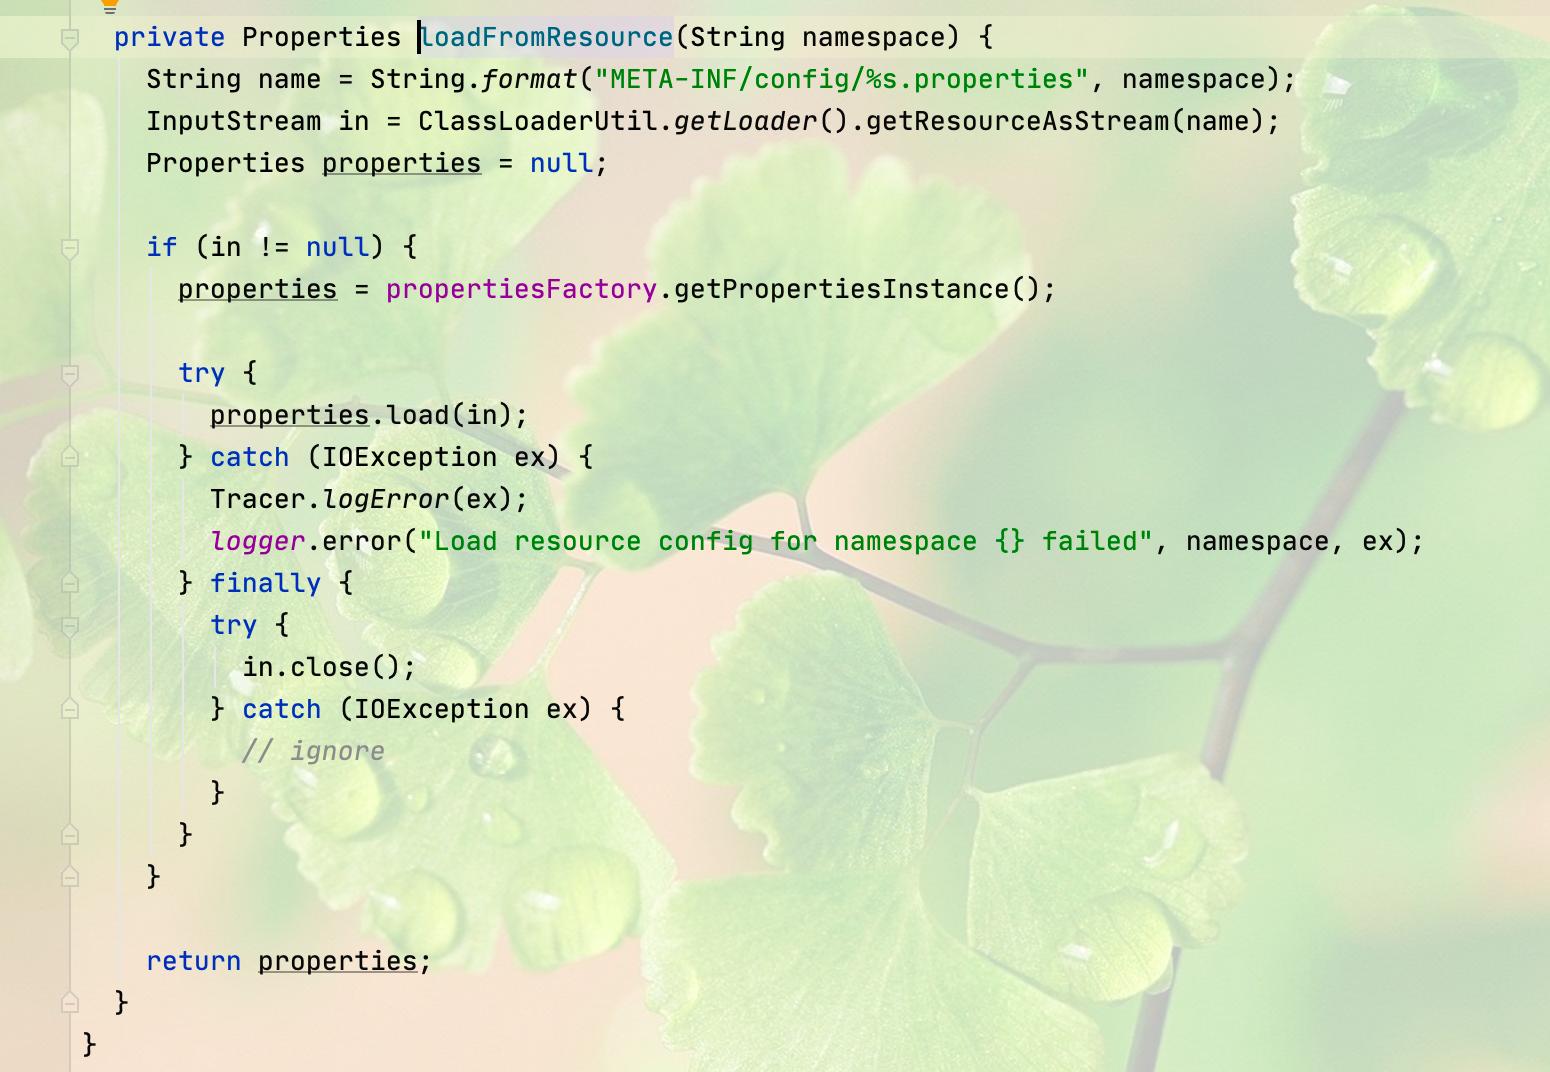 private Properties loadFromResource(String namespace) {
String name = String.format("META-INF/config/%s.properties", namespace);
InputStream in = ClassLoaderUtil.getLoader().getResourceAsStream(name);
Properties properties = null;
if (in != null) {
properties = propertiesFactory.getPropertiesInstance();
try {
properties.load(in);
} catch (IOException ex) {
Tracer.logError(ex);
logger.error("Load resource config for namespace {} failed", namespace, ex);
} finally {
try {
in.close();
} catch (IOException ex) {
// ignore
}
}
}
return properties;
}
}